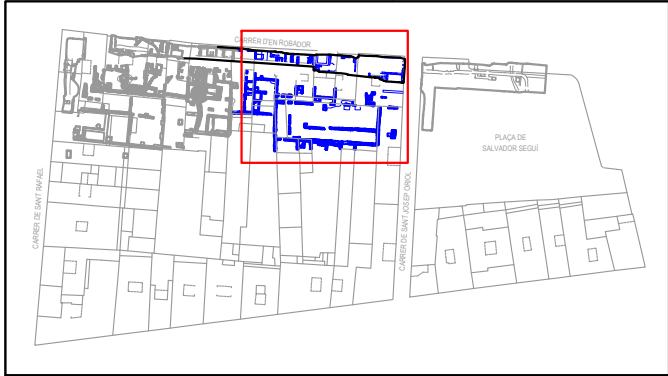 CARRER D'EN ROBADOR
PLAÇA DE
SALVADOR SEGUÍ
CARRER DE SANT RAFAEL
CARRER DE SANT JOSEP ORIOL